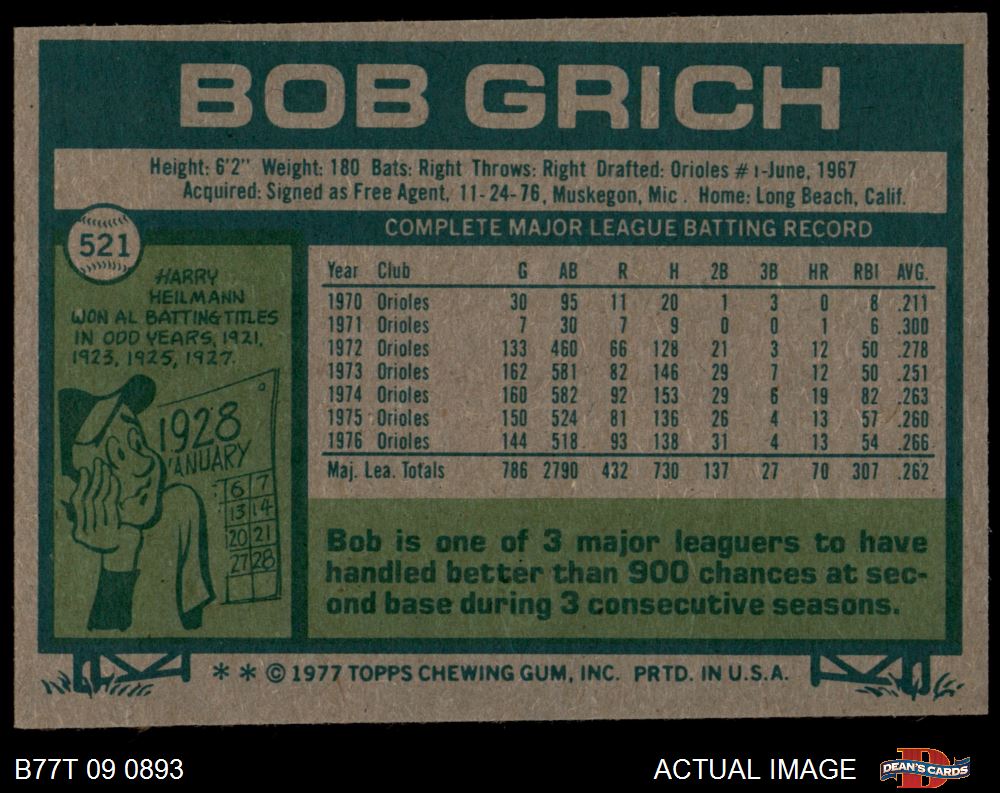 BOB GRICH
Height: 6'2" Weight: 180 Bats: Right Throws: Right Drafted: Orioles #1-June, 1967
Acquired: Signed as Free Agent, 11-24-76, Muskegon, Mic. Home: Long Beach, Calif.
521
COMPLETE MAJOR LEAGUE BATTING RECORD
HARRY
HEILMANN
WON AL BATTING TITLES
IN ODD YEARS, 1921,
1923, 1925, 1927.
1928
JANUARY
6 7
13 14
20 21
27 28
Year Club G AB R H 2B 3B HR RBI AVG.
1970 Orioles 30 95 11 20 1 3 0 8 .211
1971 Orioles 7 30 7 9 0 0 1 6 .300
1972 Orioles 133 460 66 128 21 3 12 50 .278
1973 Orioles 162 581 82 146 29 7 12 50 .251
1974 Orioles 160 582 92 153 29 6 19 82 .263
1975 Orioles 150 524 81 136 26 4 13 57 .260
1976 Orioles 144 518 93 138 31 4 13 54 .266
Maj. Lea. Totals 786 2790 432 730 137 27 70 307 .262
Bob is one of 3 major leaguers to have
handled better than 900 chances at sec-
ond base during 3 consecutive seasons.
* * © 1977 TOPPS CHEWING GUM, INC. PRTD. IN U.S.A.
B77T 09 0893
ACTUAL IMAGE
DEAN'S CARDS